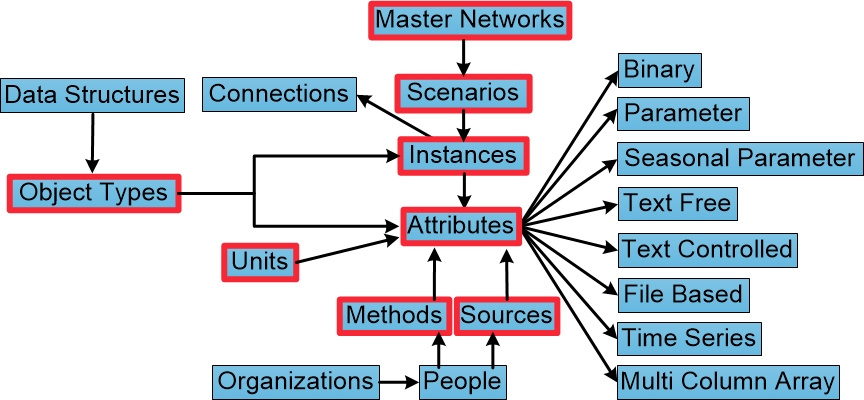 Master Networks
Binary
Data Structures
Connections
Scenarios
Parameter
Instances
Seasonal Parameter
Object Types
Attributes
Text Free
Units
Text Controlled
Methods
Sources
File Based
Time Series
Organizations
People
Multi Column Array